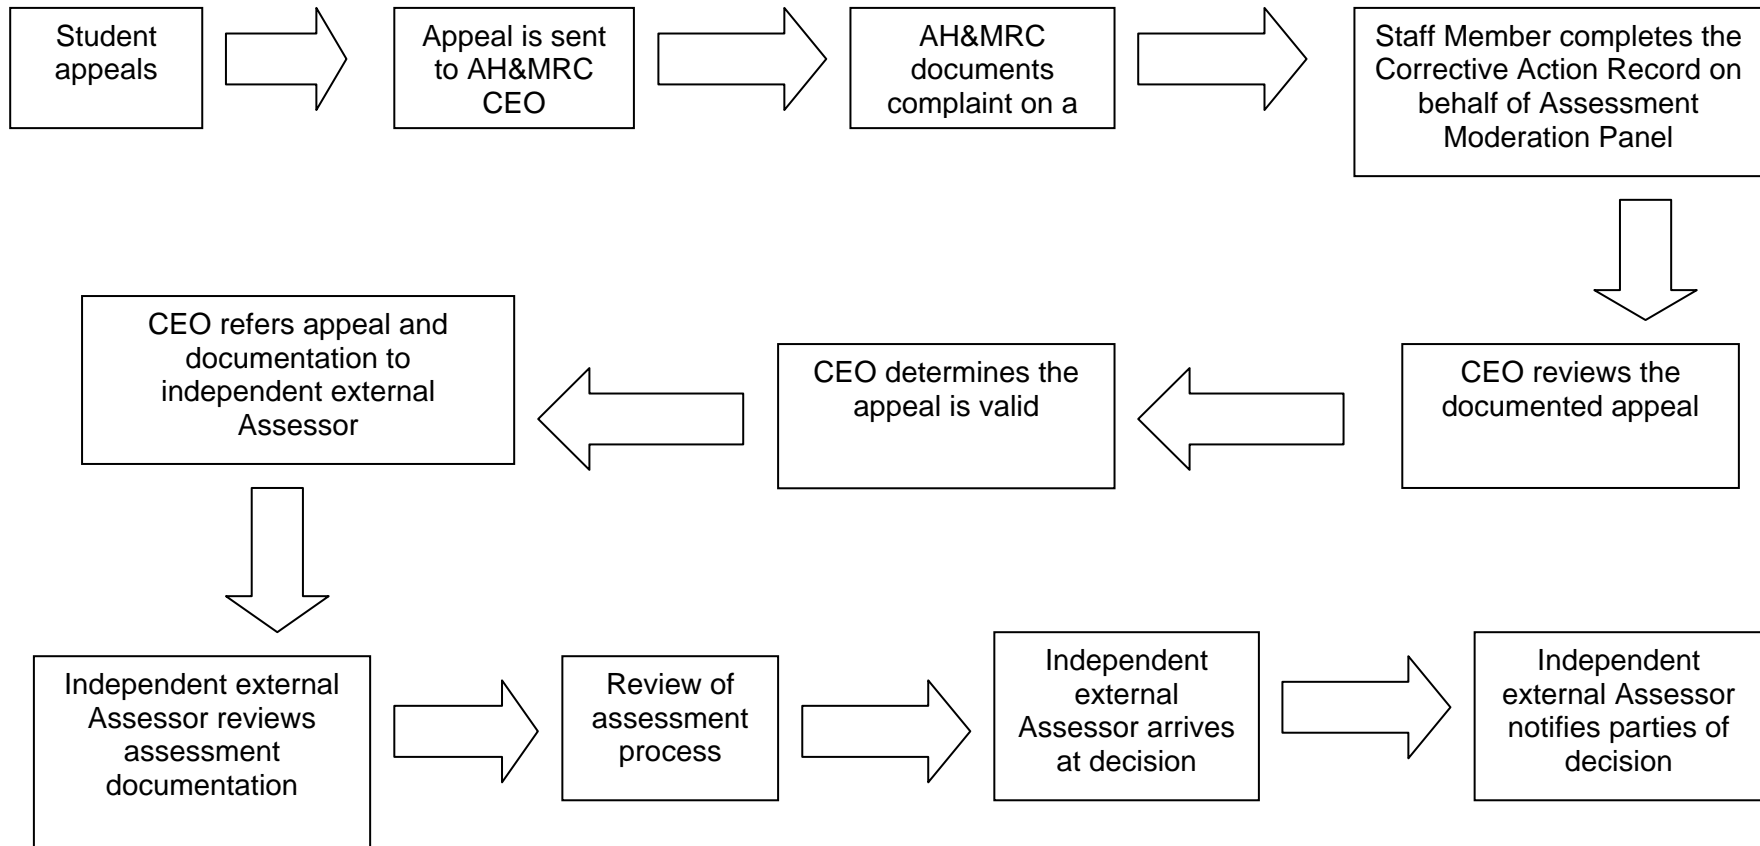 Student
appeals
Appeal is sent
to AH&MRC
CEO
AH&MRC
documents
complaint on a
Staff Member completes the
Corrective Action Record on
behalf of Assessment
Moderation Panel
CEO reviews the
documented appeal
CEO determines the
appeal is valid
CEO refers appeal and
documentation to
independent external
Assessor
Independent external
Assessor reviews
assessment
documentation
Review of
assessment
process
Independent
external
Assessor arrives
at decision
Independent
external Assessor
notifies parties of
decision